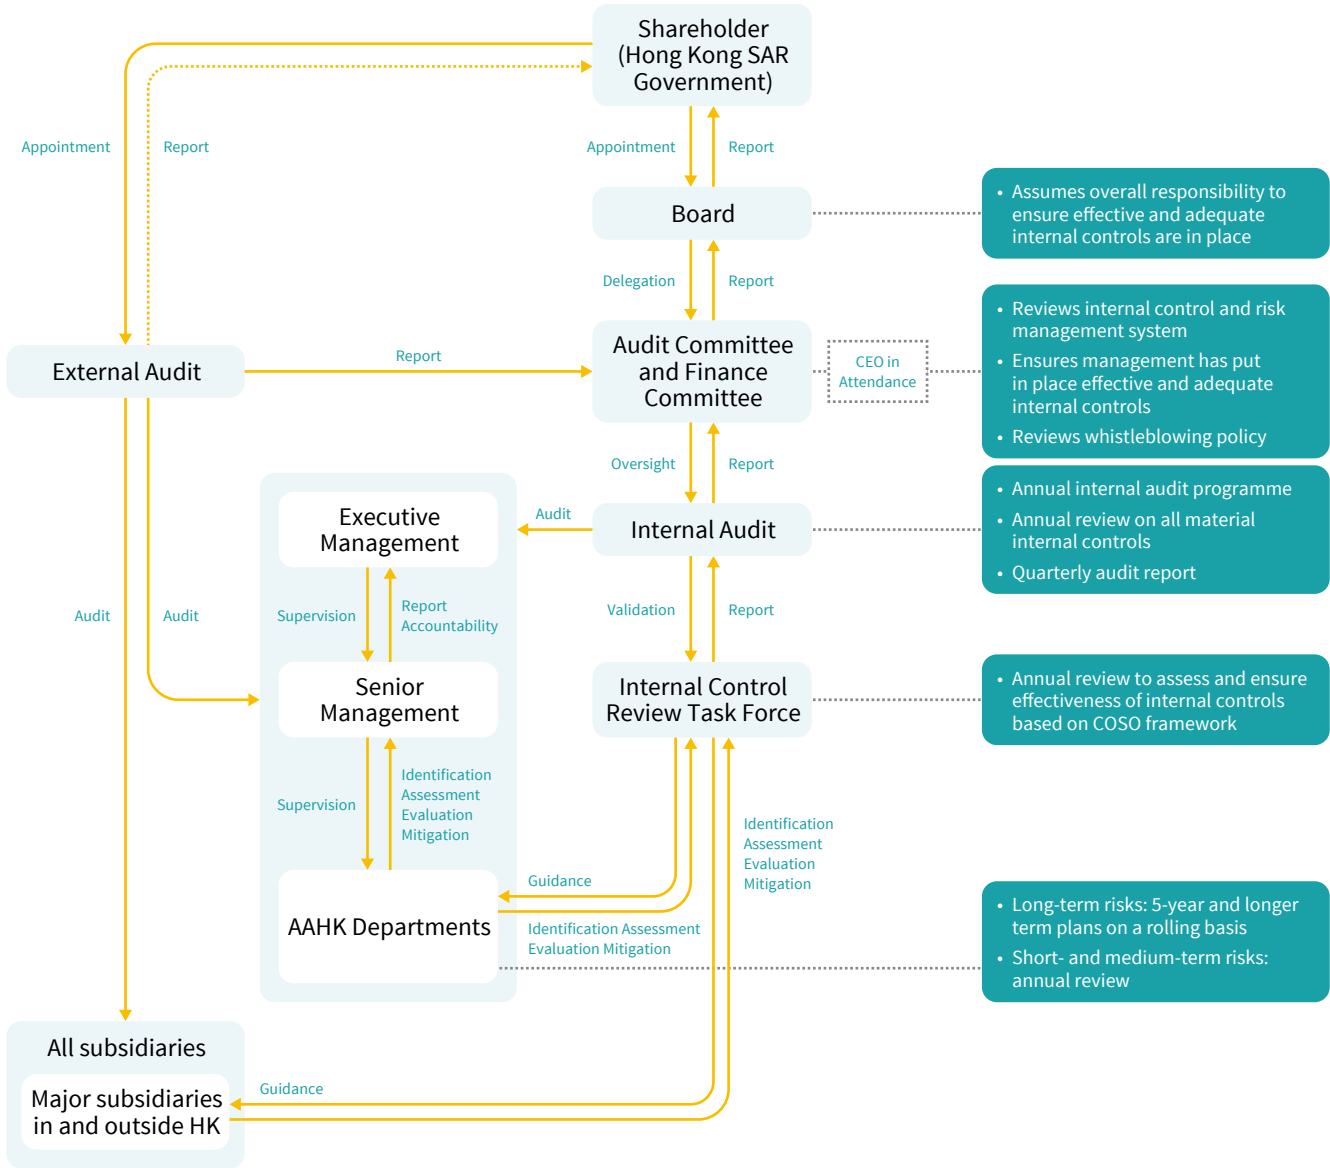 Shareholder
(Hong Kong SAR
Government)
Appointment
Report
Appointment
Report
Board
• Assumes overall responsibility to
ensure effective and adequate
internal controls are in place
Delegation
Report
External Audit
Report
Audit Committee
and Finance
Committee
CEO in
Attendance
• Reviews internal control and risk
management system
• Ensures management has put
in place effective and adequate
internal controls
• Reviews whistleblowing policy
Oversight
Report
Executive
Management
Audit
Internal Audit
• Annual internal audit programme
• Annual review on all material
internal controls
• Quarterly audit report
Audit
Audit
Supervision
Report
Accountability
Validation
Report
Senior
Management
Internal Control
Review Task Force
• Annual review to assess and ensure
effectiveness of internal controls
based on COSO framework
Supervision
Identification
Assessment
Evaluation
Mitigation
Identification
Assessment
Evaluation
Mitigation
AAHK Departments
Guidance
Identification Assessment
Evaluation Mitigation
• Long-term risks: 5-year and longer
term plans on a rolling basis
• Short- and medium-term risks:
annual review
All subsidiaries
Major subsidiaries
in and outside HK
Guidance